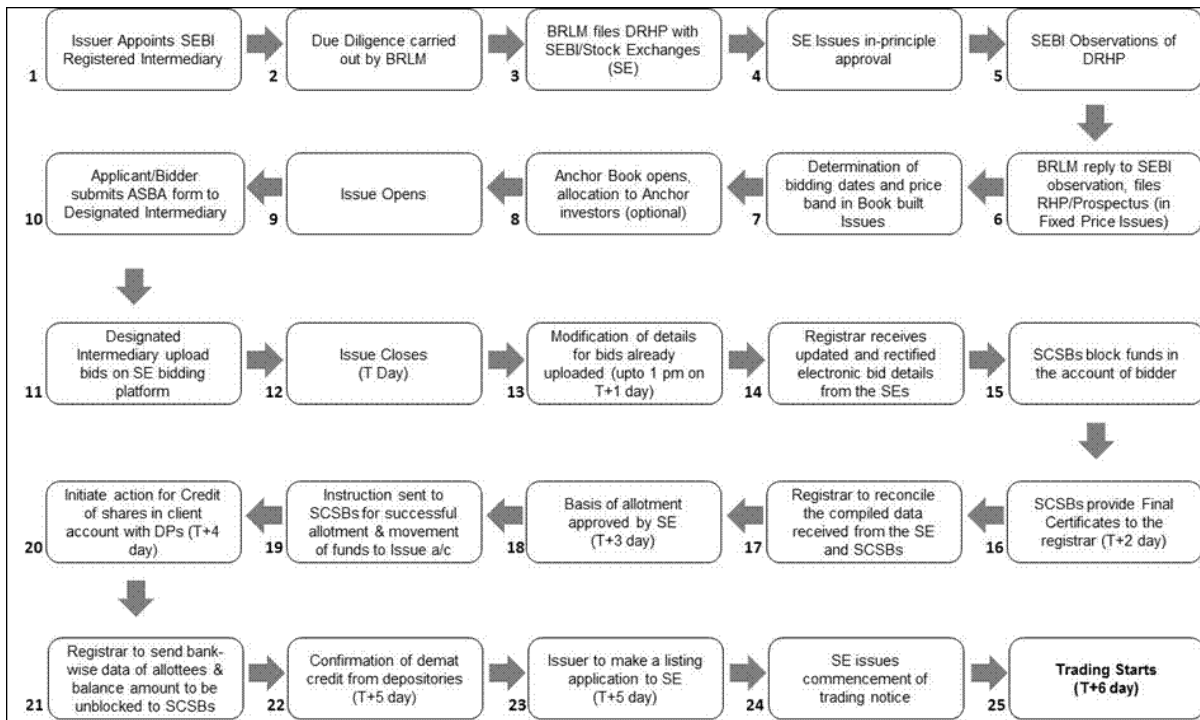 Issuer Appoints SEBI
Registered Intermediary
1
Due Diligence carried
out by BRLM
2
BRLM files DRHP with
SEBI/Stock Exchanges
(SE)
3
SE Issues in-principle
approval
4
SEBI Observations of
DRHP
5
BRLM reply to SEBI
observation, files
RHP/Prospectus (in
Fixed Price Issues)
6
Determination of
bidding dates and price
band in Book built
Issues
7
Anchor Book opens,
allocation to Anchor
investors (optional)
8
Issue Opens
9
Applicant/Bidder
submits ASBA form to
Designated Intermediary
10
Designated
Intermediary upload
bids on SE bidding
platform
11
Issue Closes
(T Day)
12
Modification of details
for bids already
uploaded (upto 1 pm on
T+1 day)
13
Registrar receives
updated and rectified
electronic bid details
from the SEs
14
SCSBs block funds in
the account of bidder
15
SCSBs provide Final
Certificates to the
registrar (T+2 day)
16
Registrar to reconcile
the compiled data
received from the SE
and SCSBs
17
Basis of allotment
approved by SE
(T+3 day)
18
Instruction sent to
SCSBs for successful
allotment & movement
of funds to Issue a/c
19
Initiate action for Credit
of shares in client
account with DPs (T+4
day)
20
Registrar to send bank-
wise data of allottees &
balance amount to be
unblocked to SCSBs
21
Confirmation of demat
credit from depositories
(T+5 day)
22
Issuer to make a listing
application to SE
(T+5 day)
23
SE issues
commencement of
trading notice
24
Trading Starts
(T+6 day)
25